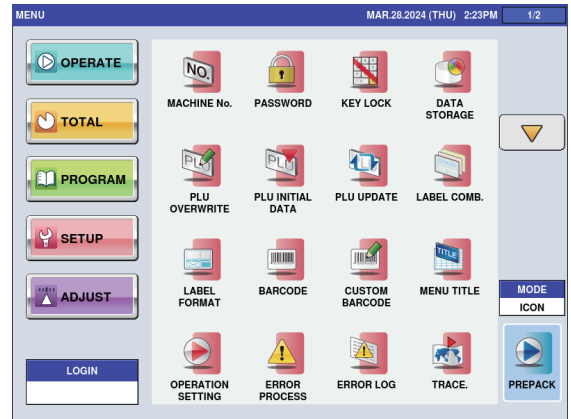 MENU
MAR.28.2024 (THU) 2:23PM
1/2
OPERATE
TOTAL
PROGRAM
SETUP
ADJUST
LOGIN
NO.
MACHINE No.
PASSWORD
KEY LOCK
DATA
STORAGE
PLU
PLU
OVERWRITE
PLU
PLU INITIAL
DATA
PLU UPDATE
LABEL COMB.
LABEL
FORMAT
BARCODE
CUSTOM
BARCODE
TITLE
MENU TITLE
OPERATION
SETTING
ERROR
PROCESS
ERROR LOG
TRACE.
MODE
ICON
PREPACK